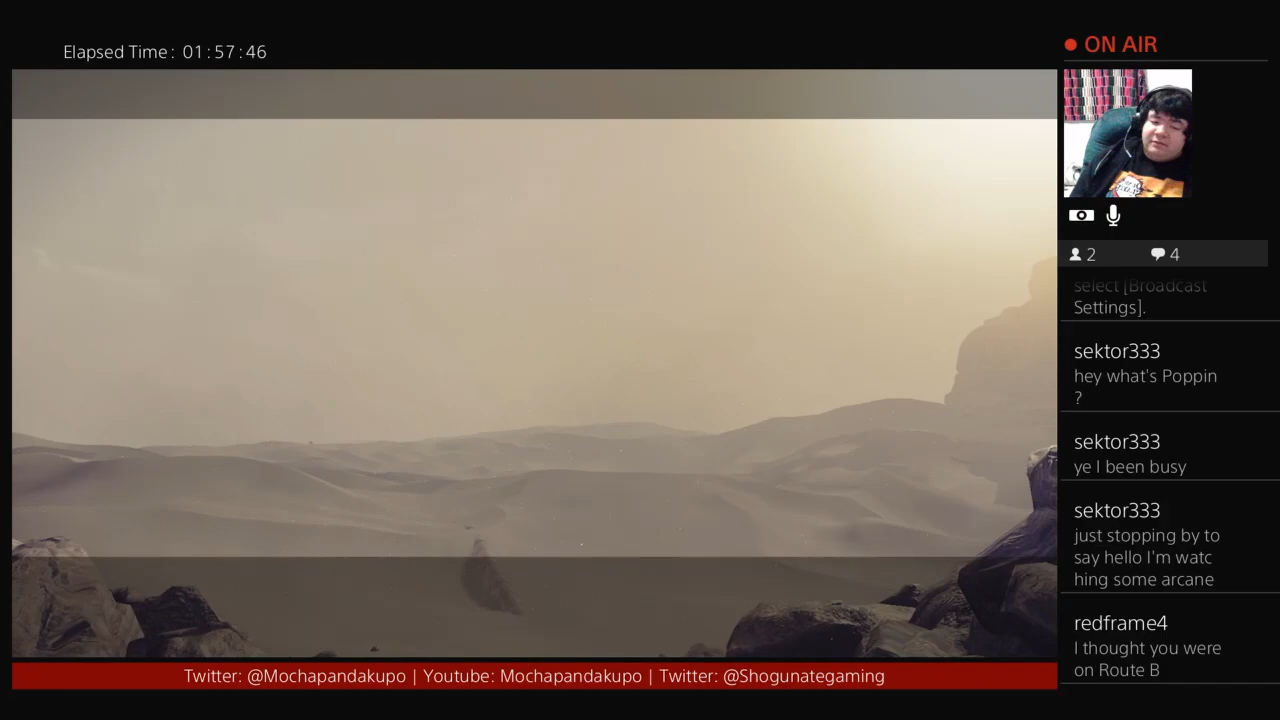 Elapsed Time: 01:57:46
ON AIR
2 4
select [Broadcast
Settings].
sektor333
hey what's Poppin
?
sektor333
ye I been busy
sektor333
just stopping by to
say hello I'm watc
hing some arcane
redframe4
I thought you were
on Route B
Twitter: @Mochapandakupo | Youtube: Mochapandakupo | Twitter: @Shogunategaming